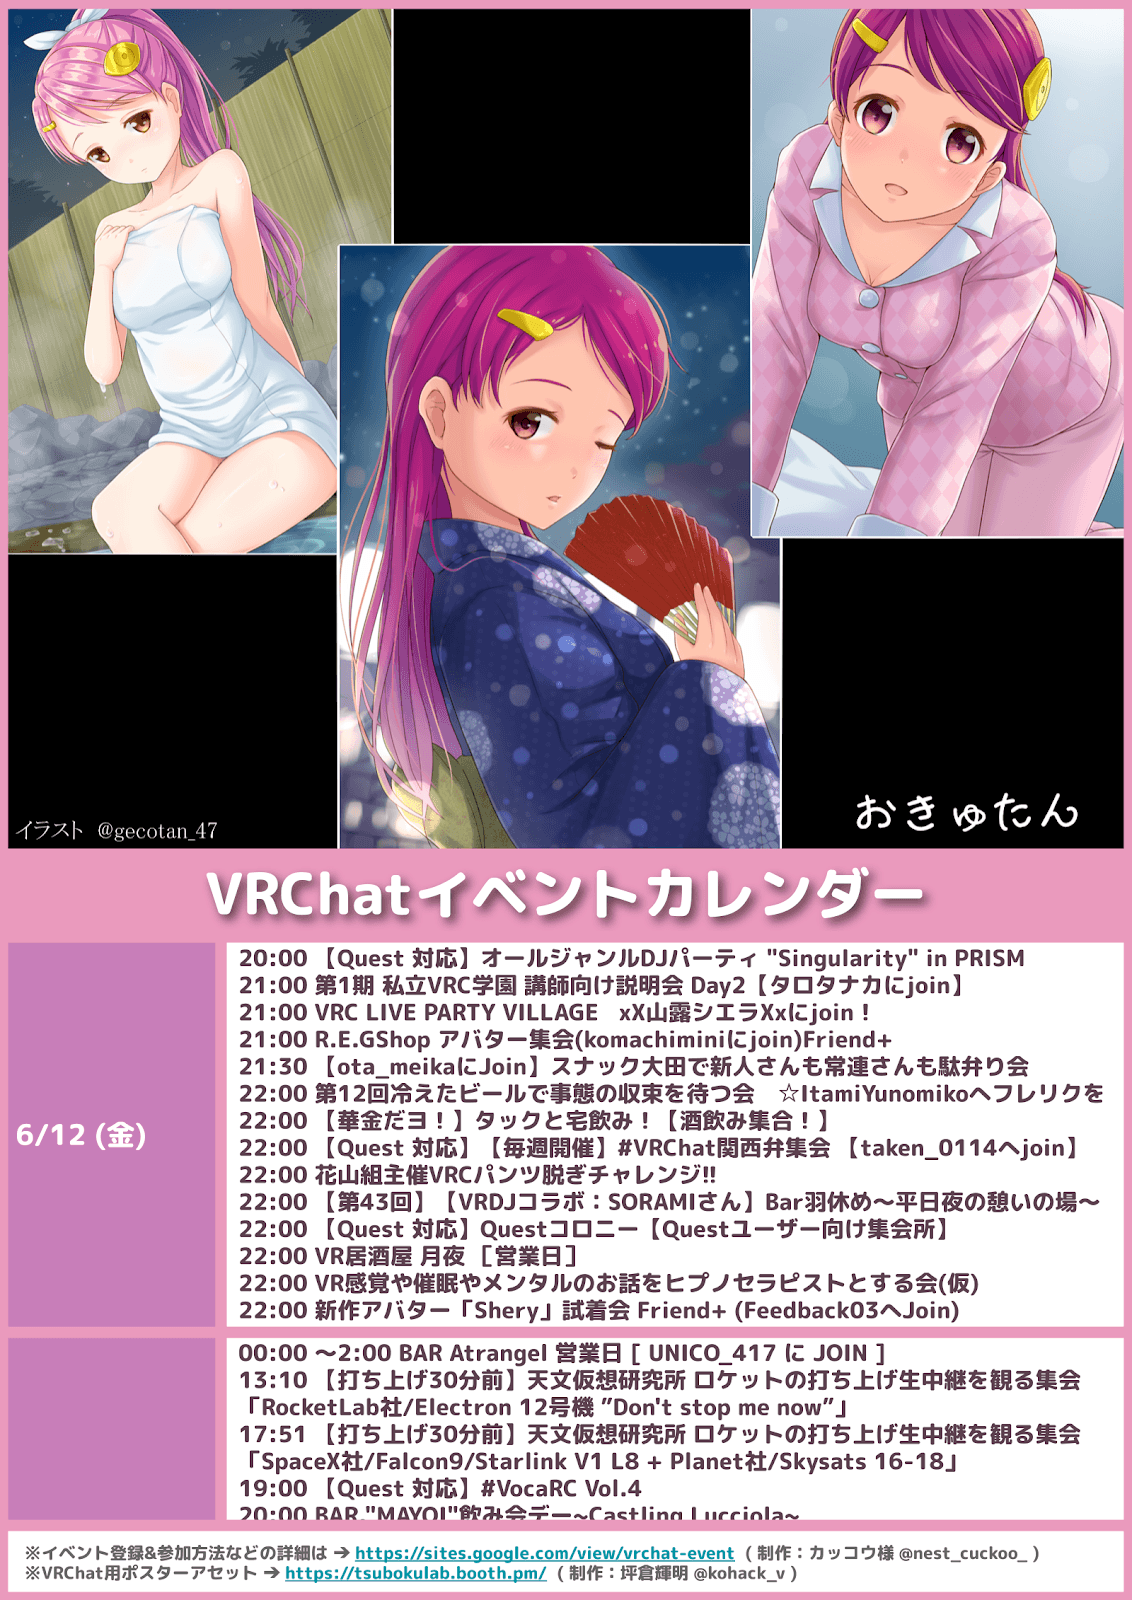 イラスト @gecotan_47
おきゅたん
VRChatイベントカレンダー
6/12 (金)
20:00 【Quest 対応】オールジャンルDJパーティ "Singularity" in PRISM
21:00 第1期 私立VRC学園 講師向け説明会 Day2【タロタナカにjoin】
21:00 VRC LIVE PARTY VILLAGE　xX山露シエラXxにjoin！
21:00 R.E.GShop アバター集会(komachiminiにjoin)Friend+
21:30 【ota_meikaにJoin】スナック大田で新人さんも常連さんも駄弁り会
22:00 第12回冷えたビールで事態の収束を待つ会　☆ItamiYunomikoへフレリクを
22:00 【華金だヨ！】タックと宅飲み！【酒飲み集合！】
22:00 【Quest 対応】【毎週開催】#VRChat関西弁集会 【taken_0114へjoin】
22:00 花山組主催VRCパンツ脱ぎチャレンジ!!
22:00 【第43回】【VRDJコラボ：SORAMIさん】Bar羽休め～平日夜の憩いの場～
22:00 【Quest 対応】Questコロニー【Questユーザー向け集会所】
22:00 VR居酒屋 月夜 ［営業日］
22:00 VR感覚や催眠やメンタルのお話をヒプノセラピストとする会(仮)
22:00 新作アバター「Shery」試着会 Friend+ (Feedback03へJoin)
00:00 ～2:00 BAR Atrangel 営業日 [ UNICO_417 に JOIN ]
13:10 【打ち上げ30分前】天文仮想研究所 ロケットの打ち上げ生中継を観る集会
「RocketLab社/Electron 12号機 ”Don't stop me now”」
17:51 【打ち上げ30分前】天文仮想研究所 ロケットの打ち上げ生中継を観る集会
「SpaceX社/Falcon9/Starlink V1 L8 + Planet社/Skysats 16-18」
19:00 【Quest 対応】#VocaRC Vol.4
20:00 BAR."MAYOI"飲み会デー~Castling Lucciola~
※イベント登録&参加方法などの詳細は → https://sites.google.com/view/vrchat-event ( 制作：カッコウ様 @nest_cuckoo_ )
※VRChat用ポスターアセット → https://tsubokulab.booth.pm/ ( 制作：坪倉輝明 @kohack_v )